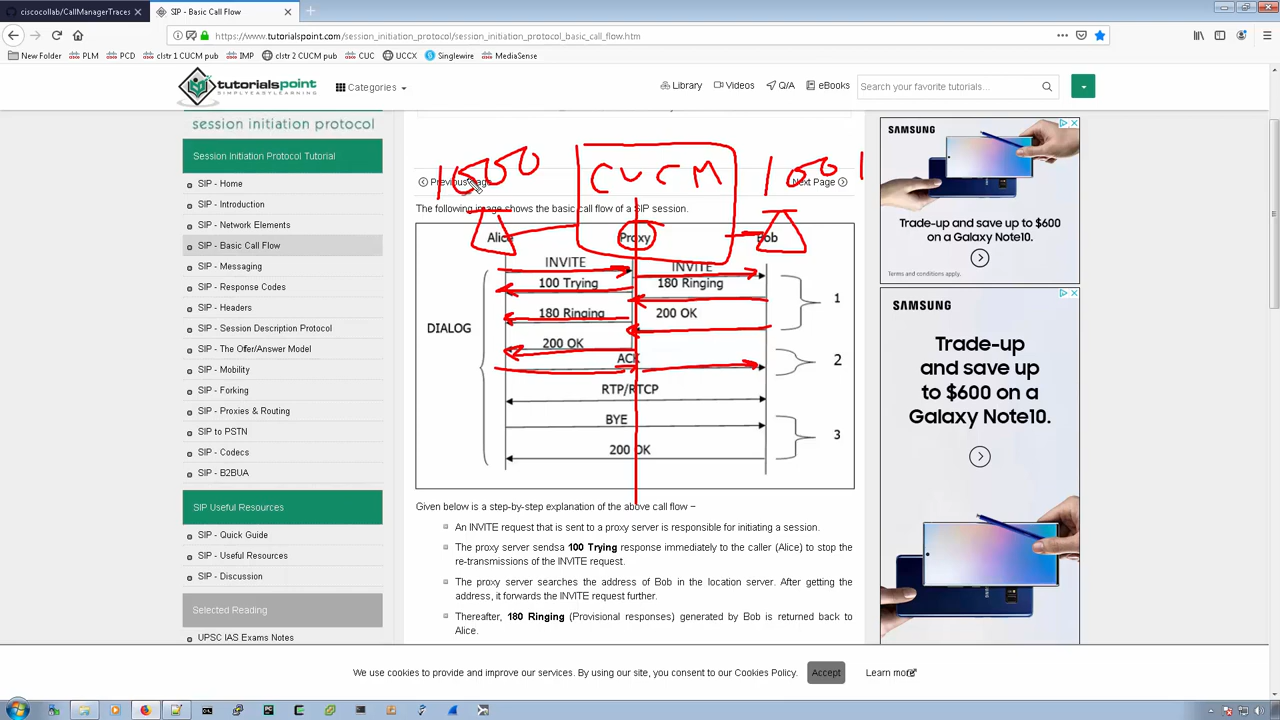 ciscocollab/CallManagerTraces
SIP - Basic Call Flow
https://www.tutorialspoint.com/session_initiation_protocol/session_initiation_protocol_basic_call_flow.htm
New Folder PLM PCD clstr 1 CUCM pub IMP CUC clstr 2 CUCM pub UCCX Singlewire MediaSense
tutorialspoint
SIMPLYEASYLEARNING
Categories
Library Videos Q/A eBooks
Search your favorite tutorials...
session initiation protocol
Session Initiation Protocol Tutorial
SIP - Home
SIP - Introduction
SIP - Network Elements
SIP - Basic Call Flow
SIP - Messaging
SIP - Response Codes
SIP - Headers
SIP - Session Description Protocol
SIP - The Offer/Answer Model
SIP - Mobility
SIP - Forking
SIP - Proxies & Routing
SIP to PSTN
SIP - Codecs
SIP - B2BUA
SIP Useful Resources
SIP - Quick Guide
SIP - Useful Resources
SIP - Discussion
Selected Reading
UPSC IAS Exams Notes
CUCM
Previous Page
Next Page
The following image shows the basic call flow of a SIP session.
Alice Proxy Bob
INVITE INVITE
100 Trying 180 Ringing
180 Ringing 200 OK
200 OK
ACK
RTP/RTCP
BYE
200 OK
DIALOG
1
2
3
Given below is a step-by-step explanation of the above call flow −
An INVITE request that is sent to a proxy server is responsible for initiating a session.
The proxy server sendsa 100 Trying response immediately to the caller (Alice) to stop the
re-transmissions of the INVITE request.
The proxy server searches the address of Bob in the location server. After getting the
address, it forwards the INVITE request further.
Thereafter, 180 Ringing (Provisional responses) generated by Bob is returned back to
Alice.
SAMSUNG
Trade-up and save up to $600
on a Galaxy Note10.
Terms and conditions apply.
SAMSUNG
Trade-up
and save up
to $600 on a
Galaxy Note10.
We use cookies to provide and improve our services. By using our site, you consent to our Cookies Policy.
Accept
Learn more